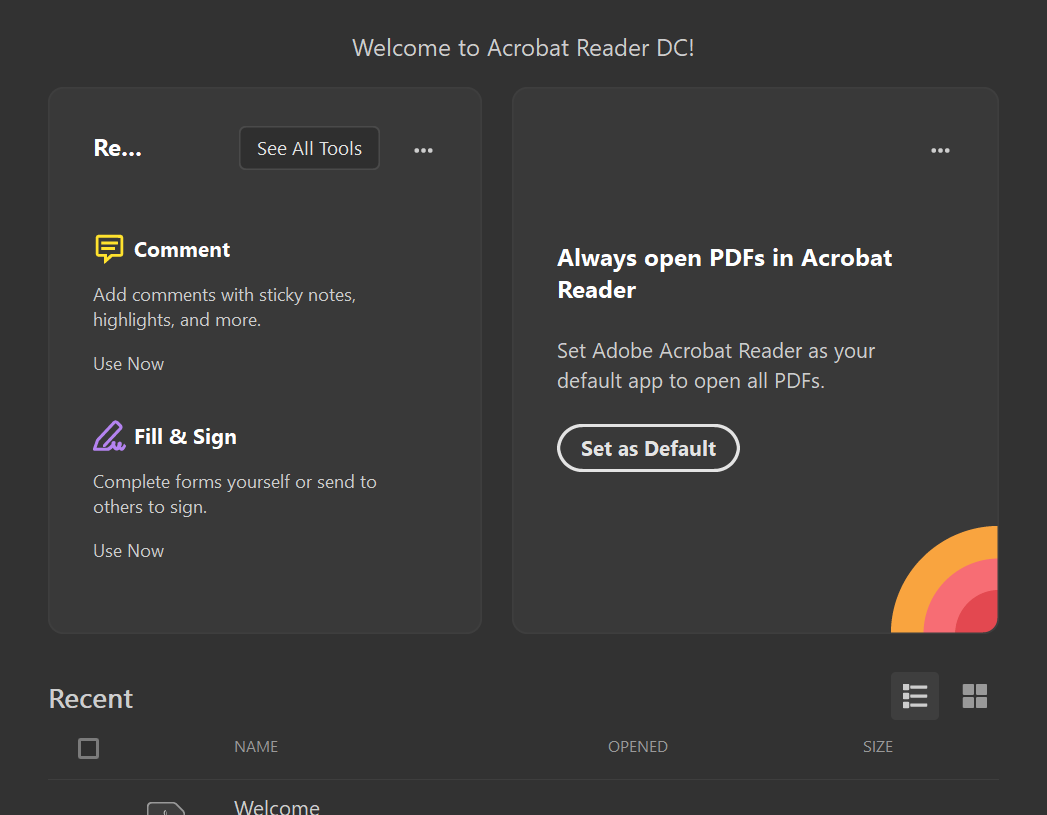 Welcome to Acrobat Reader DC!
Re...
See All Tools
Comment
Add comments with sticky notes,
highlights, and more.
Use Now
Fill & Sign
Complete forms yourself or send to
others to sign.
Use Now
Always open PDFs in Acrobat
Reader
Set Adobe Acrobat Reader as your
default app to open all PDFs.
Set as Default
Recent
NAME OPENED SIZE
Welcome